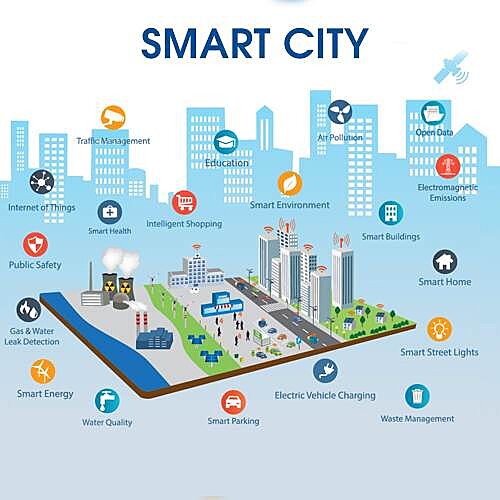 SMART CITY
Traffic Management
Education
Air Pollution
Open Data
Electromagnetic
Emissions
Internet of Things
Smart Health
Intelligent Shopping
Smart Environment
Smart Buildings
Public Safety
Smart Home
Gas & Water
Leak Detection
Smart Street Lights
Smart Energy
Water Quality
Smart Parking
Electric Vehicle Charging
Waste Management